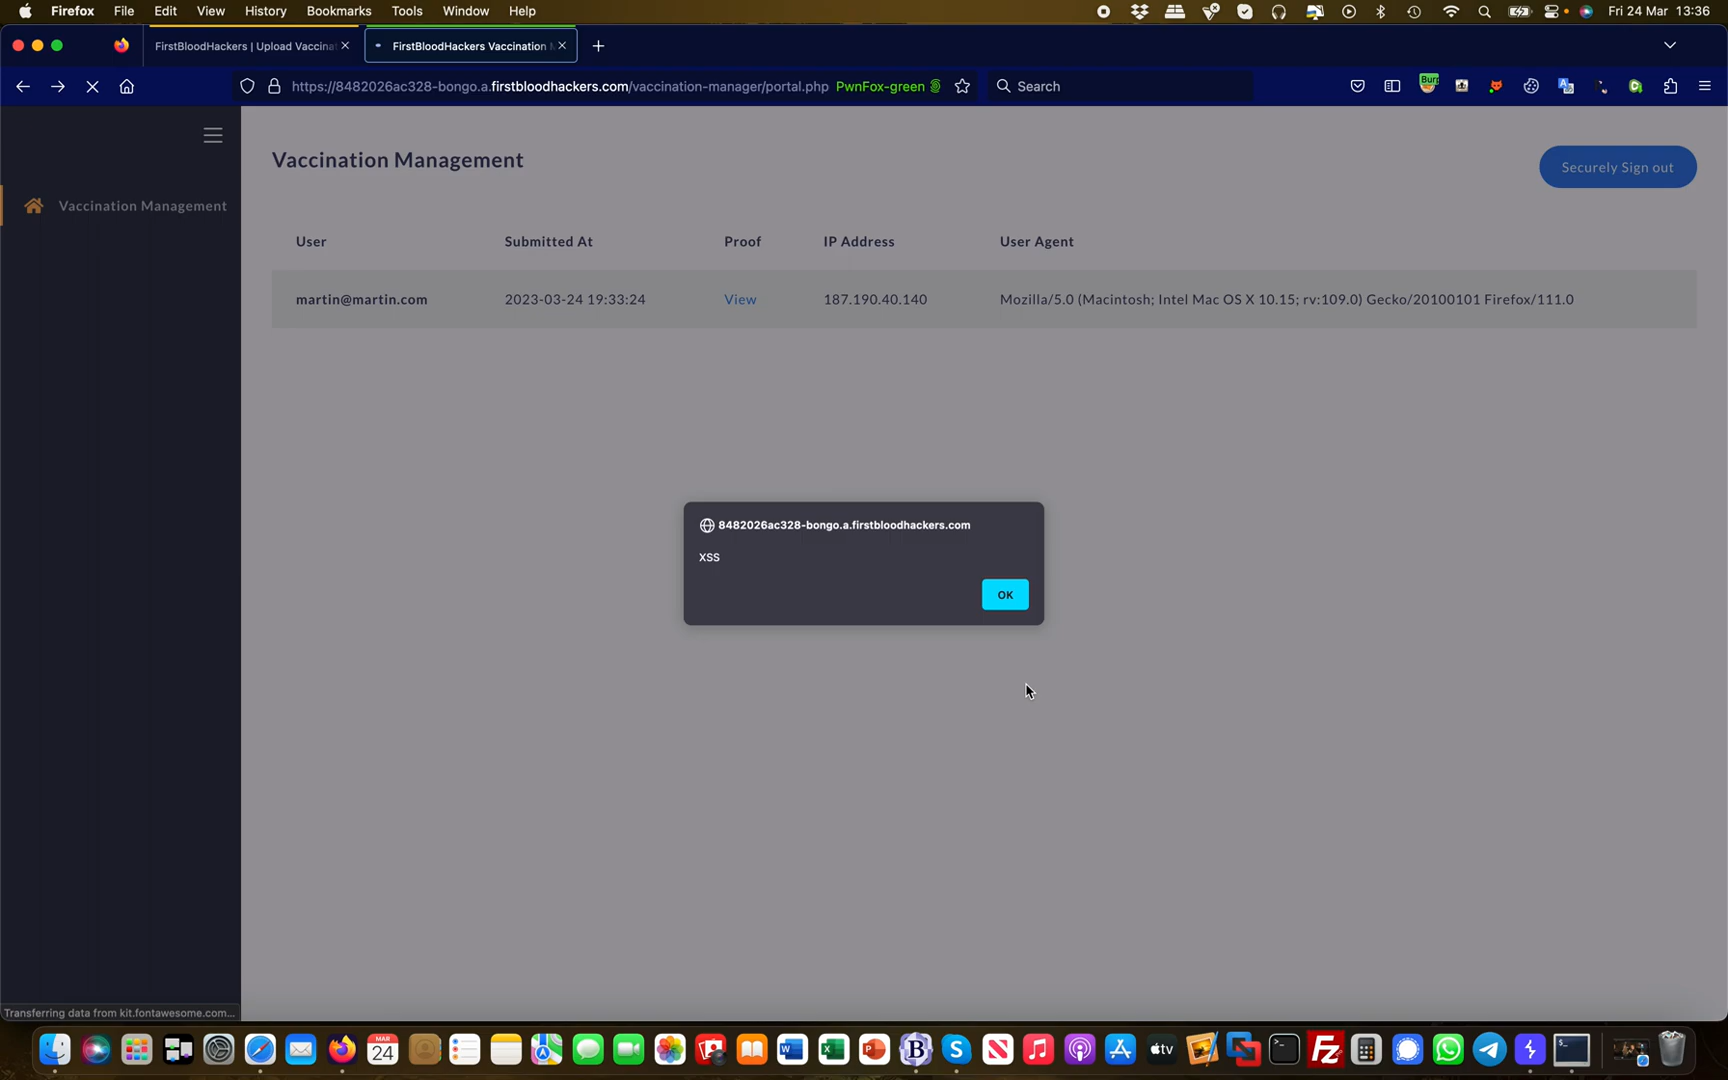 Firefox File Edit View History Bookmarks Tools Window Help Fri 24 Mar 13:36
FirstBloodHackers | Upload Vaccinat FirstBloodHackers Vaccination
https://8482026ac328-bongo.a.firstbloodhackers.com/vaccination-manager/portal.php PwnFox-green Search Burp
Vaccination Management Securely Sign out
Vaccination Management
User Submitted At Proof IP Address User Agent
martin@martin.com 2023-03-24 19:33:24 View 187.190.40.140 Mozilla/5.0 (Macintosh; Intel Mac OS X 10.15; rv:109.0) Gecko/20100101 Firefox/111.0
8482026ac328-bongo.a.firstbloodhackers.com
XSS
OK
Transferring data from kit.fontawesome.com...
MAR
24